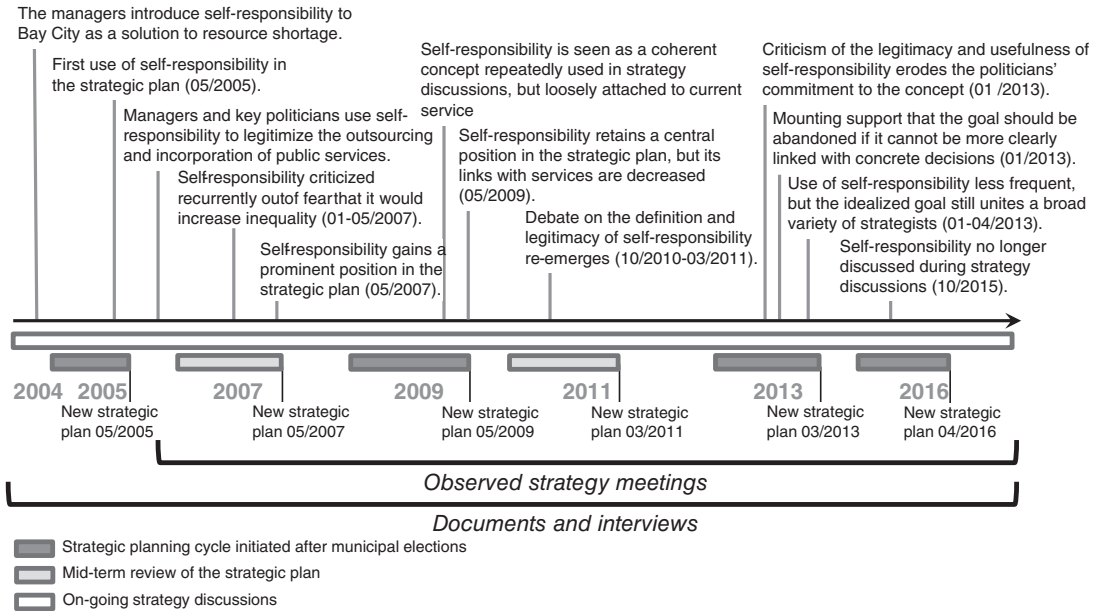 The managers introduce self-responsibility to
Bay City as a solution to resource shortage.
First use of self-responsibility in
the strategic plan (05/2005).
Managers and key politicians use self-
responsibility to legitimize the outsourcing
and incorporation of public services.
Self-responsibility criticized
recurrently outof fearthat it would
increase inequality (01-05/2007).
Self-responsibility gains a
prominent position in the
strategic plan (05/2007).
Self-responsibility is seen as a coherent
concept repeatedly used in strategy
discussions, but loosely attached to current
service
Self-responsibility retains a central
position in the strategic plan, but its
links with services are decreased
(05/2009).
Debate on the definition and
legitimacy of self-responsibility
re-emerges (10/2010-03/2011).
Criticism of the legitimacy and usefulness of
self-responsibility erodes the politicians’
commitment to the concept (01 /2013).
Mounting support that the goal should be
abandoned if it cannot be more clearly
linked with concrete decisions (01/2013).
Use of self-responsibility less frequent,
but the idealized goal still unites a broad
variety of strategists (01-04/2013).
Self-responsibility no longer
discussed during strategy
discussions (10/2015).
2004 2005 2007 2009 2011 2013 2016
New strategic
plan 05/2005
New strategic
plan 05/2007
New strategic
plan 05/2009
New strategic
plan 03/2011
New strategic
plan 03/2013
New strategic
plan 04/2016
Observed strategy meetings
Documents and interviews
Strategic planning cycle initiated after municipal elections
Mid-term review of the strategic plan
On-going strategy discussions